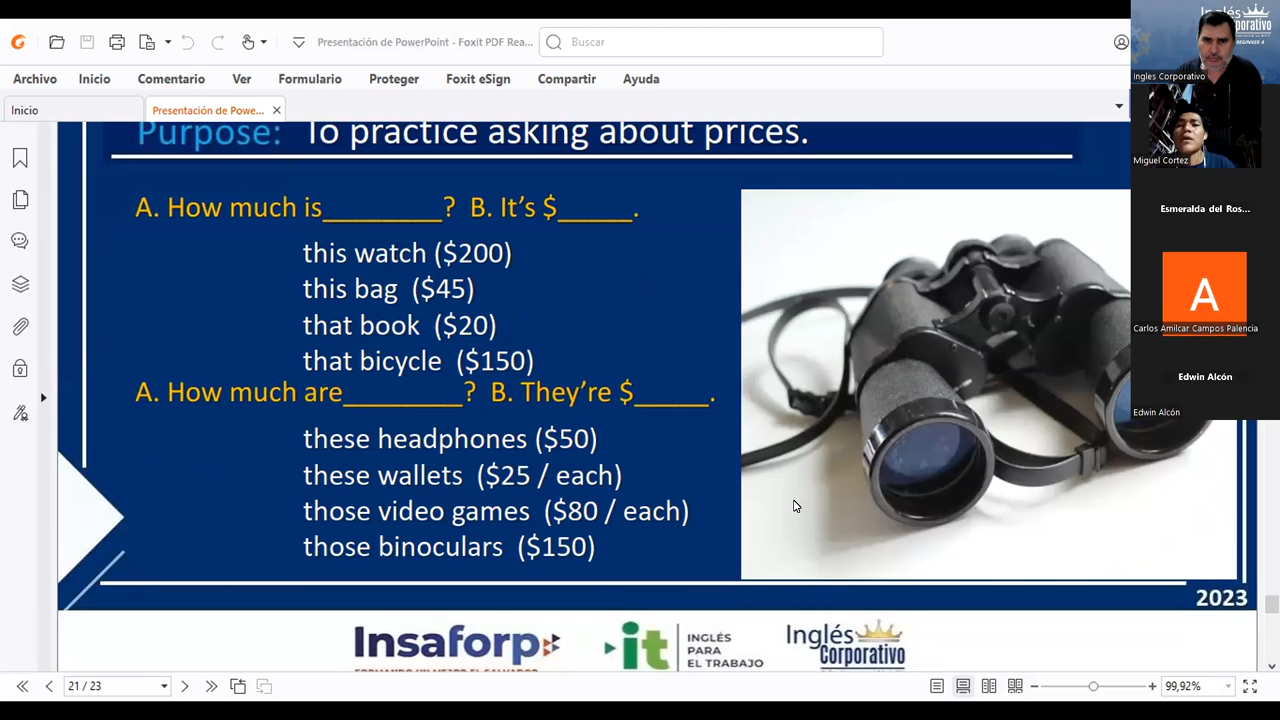 Presentación de PowerPoint - Foxit PDF Rea...
Buscar
Archivo Inicio Comentario Ver Formulario Proteger Foxit eSign Compartir Ayuda
Inicio
Presentación de Powe...
Purpose: To practice asking about prices.
A. How much is________? B. It's $_____.
this watch ($200)
this bag ($45)
that book ($20)
that bicycle ($150)
A. How much are________? B. They're $_____.
these headphones ($50)
these wallets ($25 / each)
those video games ($80 / each)
those binoculars ($150)
2023
Insaforp
it INGLÉS PARA EL TRABAJO
Inglés Corporativo
21 / 23
99,92%
Ingles Corporativo
Miguel Cortez
Esmeralda del Ros...
A
Carlos Amilcar Campos Palencia
Edwin Alcón
Edwin Alcón